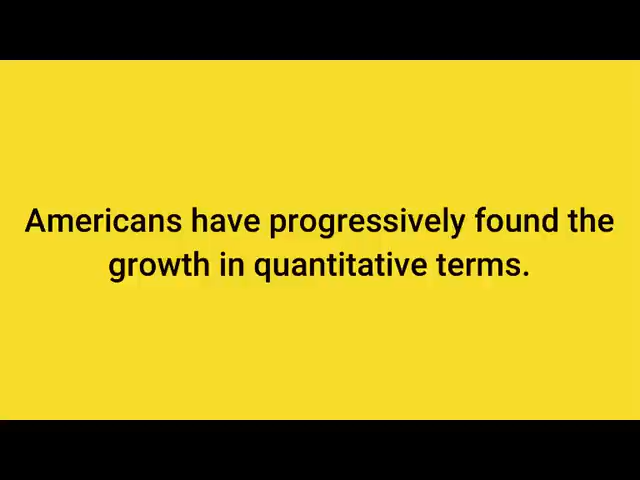 Americans have progressively found the
growth in quantitative terms.